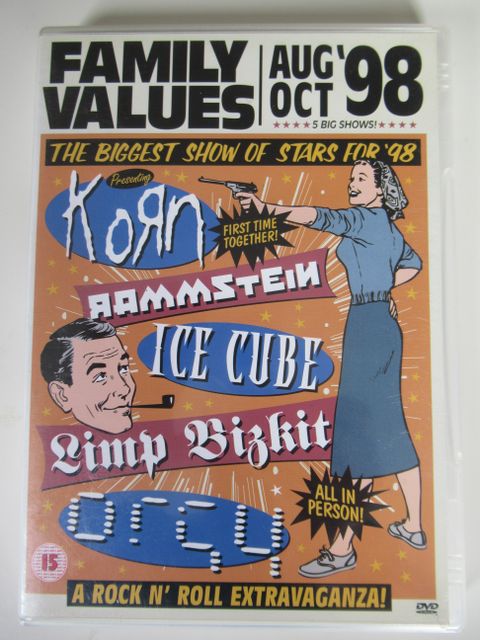 FAMILY VALUES
AUG '98
OCT
★★★★ 5 BIG SHOWS! ★★★★
THE BIGGEST SHOW OF STARS FOR '98
Presenting
KoЯn
FIRST TIME
TOGETHER!
RAMMSTEIN
ICE CUBE
Limp Bizkit
orgy
ALL IN
PERSON!
15
A ROCK N' ROLL EXTRAVAGANZA!
DVD